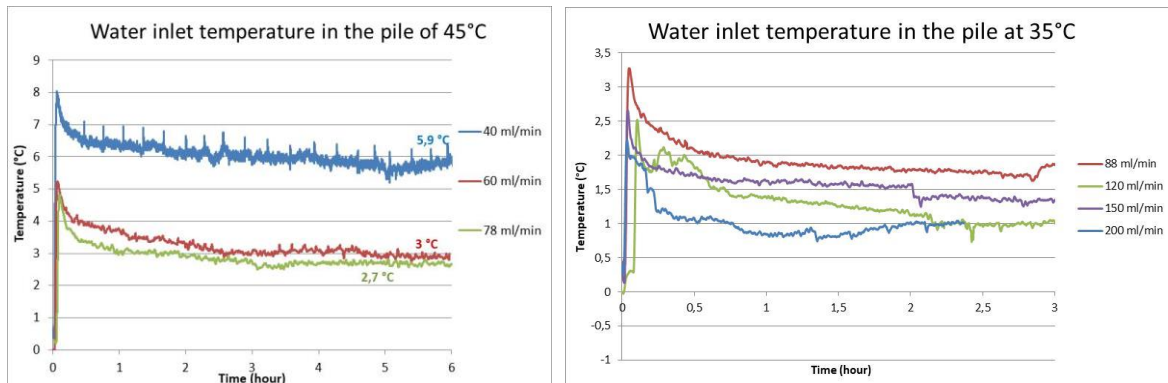 Water inlet temperature in the pile of 45°C
9
8
7
6
5
4
3
2
1
0
Temperature (°C)
0
1
2
3
4
5
6
Time (hour)
5,9 °C
3 °C
2,7 °C
40 ml/min
60 ml/min
78 ml/min
Water inlet temperature in the pile at 35°C
3,5
3
2,5
2
1,5
1
0,5
0
-0,5
-1
Temperature (°C)
0
0,5
1
1,5
2
2,5
3
Time (hour)
88 ml/min
120 ml/min
150 ml/min
200 ml/min